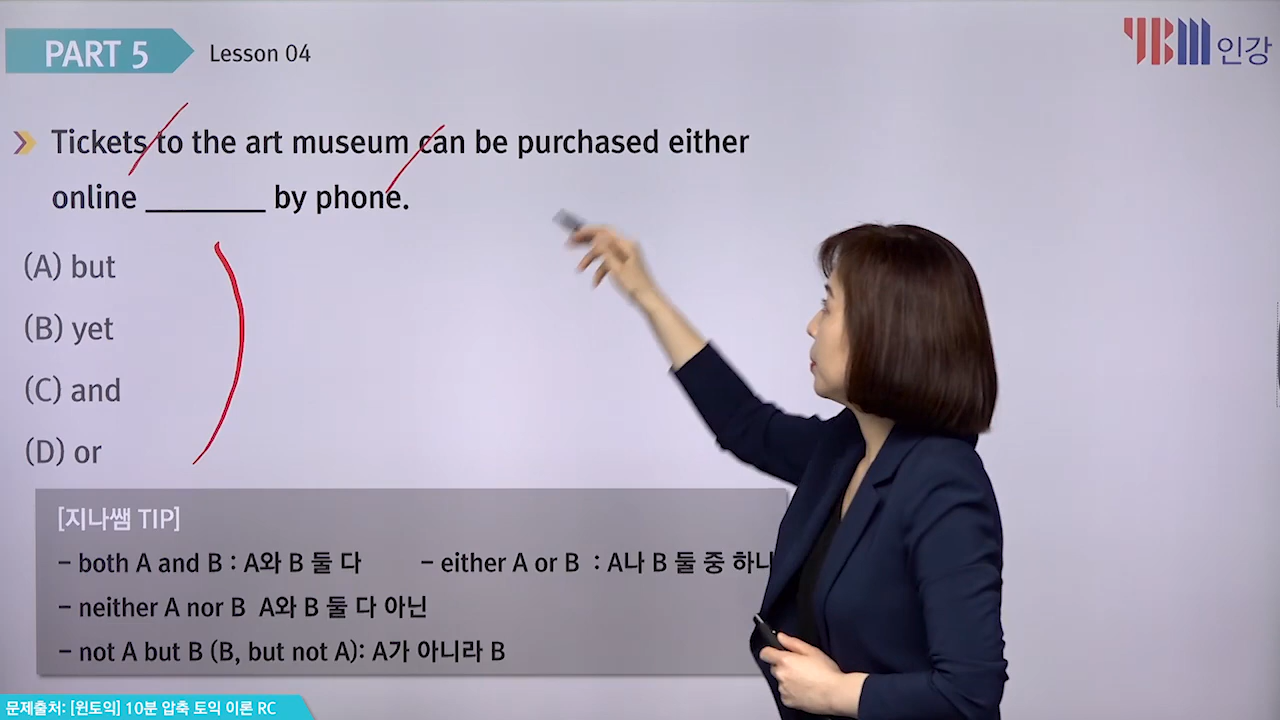 PART 5
Lesson 04
YBM 인강
Tickets to the art museum can be purchased either
online ________ by phone.
(A) but
(B) yet
(C) and
(D) or
[지나쌤 TIP]
– both A and B : A와 B 둘 다 – either A or B : A나 B 둘 중 하나
– neither A nor B A와 B 둘 다 아닌
– not A but B (B, but not A): A가 아니라 B
문제출처: [윈토익] 10분 압축 토익 이론 RC